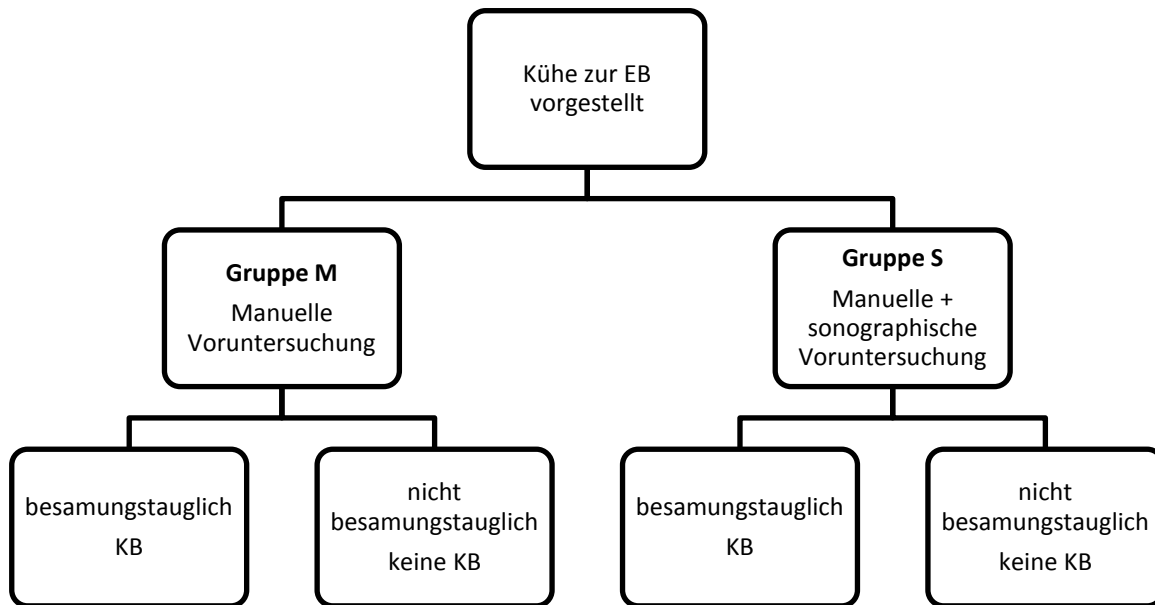 Kühe zur EB
vorgestellt
Gruppe M
Manuelle
Voruntersuchung
Gruppe S
Manuelle +
sonographische
Voruntersuchung
besamungstauglich
KB
nicht
besamungstauglich
keine KB
besamungstauglich
KB
nicht
besamungstauglich
keine KB